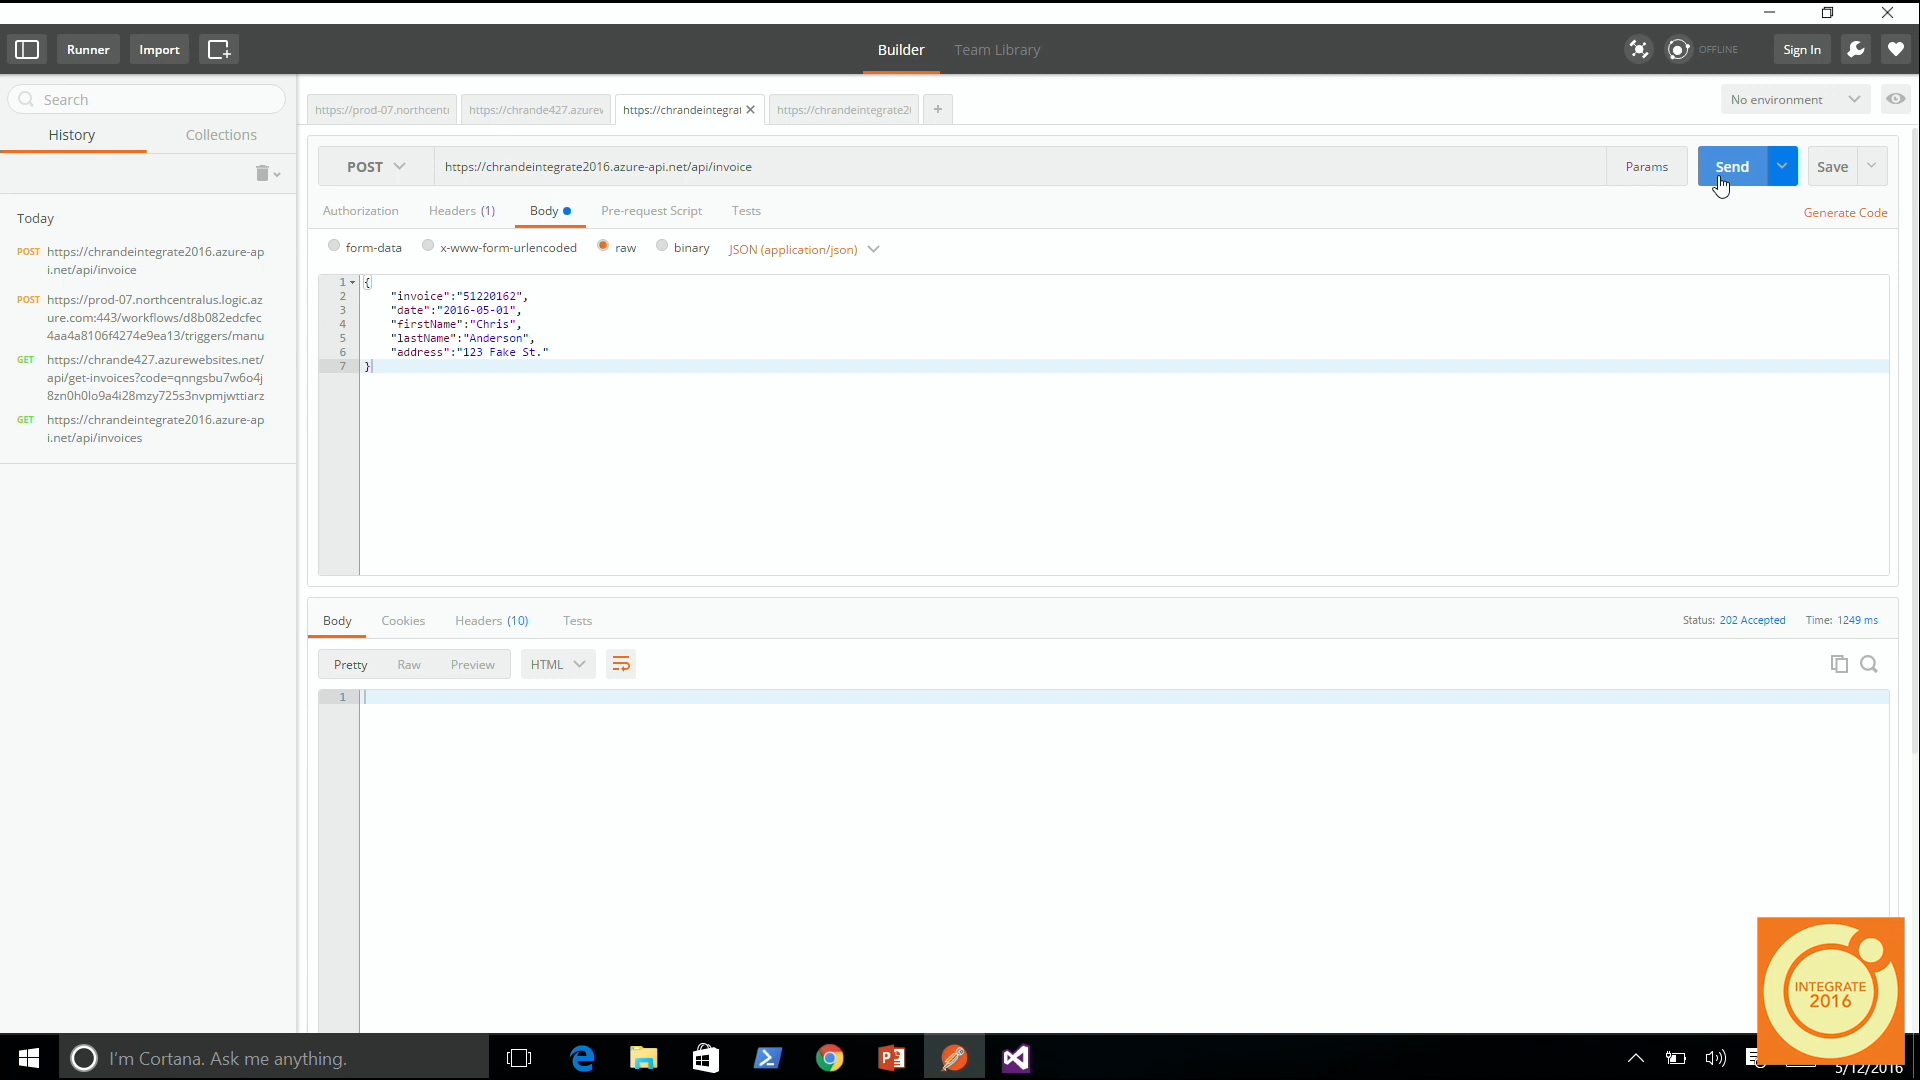 Runner
Import
Builder
Team Library
OFFLINE
Sign In
Search
History
Collections
https://prod-07.northcentu
https://chrande427.azurew
https://chrandeintegrat
https://chrandeintegrate2
+
No environment
POST
https://chrandeintegrate2016.azure-api.net/api/invoice
Params
Send
Save
Authorization
Headers (1)
Body
Pre-request Script
Tests
Generate Code
form-data
x-www-form-urlencoded
raw
binary
JSON (application/json)
Today
POST https://chrandeintegrate2016.azure-ap
i.net/api/invoice
POST https://prod-07.northcentralus.logic.az
ure.com:443/workflows/d8b082edcfec
4aa4a8106f4274e9ea13/triggers/manu
GET https://chrande427.azurewebsites.net/
api/get-invoices?code=qnngsbu7w6o4j
8zn0h0lo9a4i28mzy725s3nvpmjwttiarz
GET https://chrandeintegrate2016.azure-ap
i.net/api/invoices
1 {
2 "invoice":"51220162",
3 "date":"2016-05-01",
4 "firstName":"Chris",
5 "lastName":"Anderson",
6 "address":"123 Fake St."
7 }
Body
Cookies
Headers (10)
Tests
Status: 202 Accepted
Time: 1249 ms
Pretty
Raw
Preview
HTML
1
INTEGRATE
2016
I'm Cortana. Ask me anything.
5/12/2016